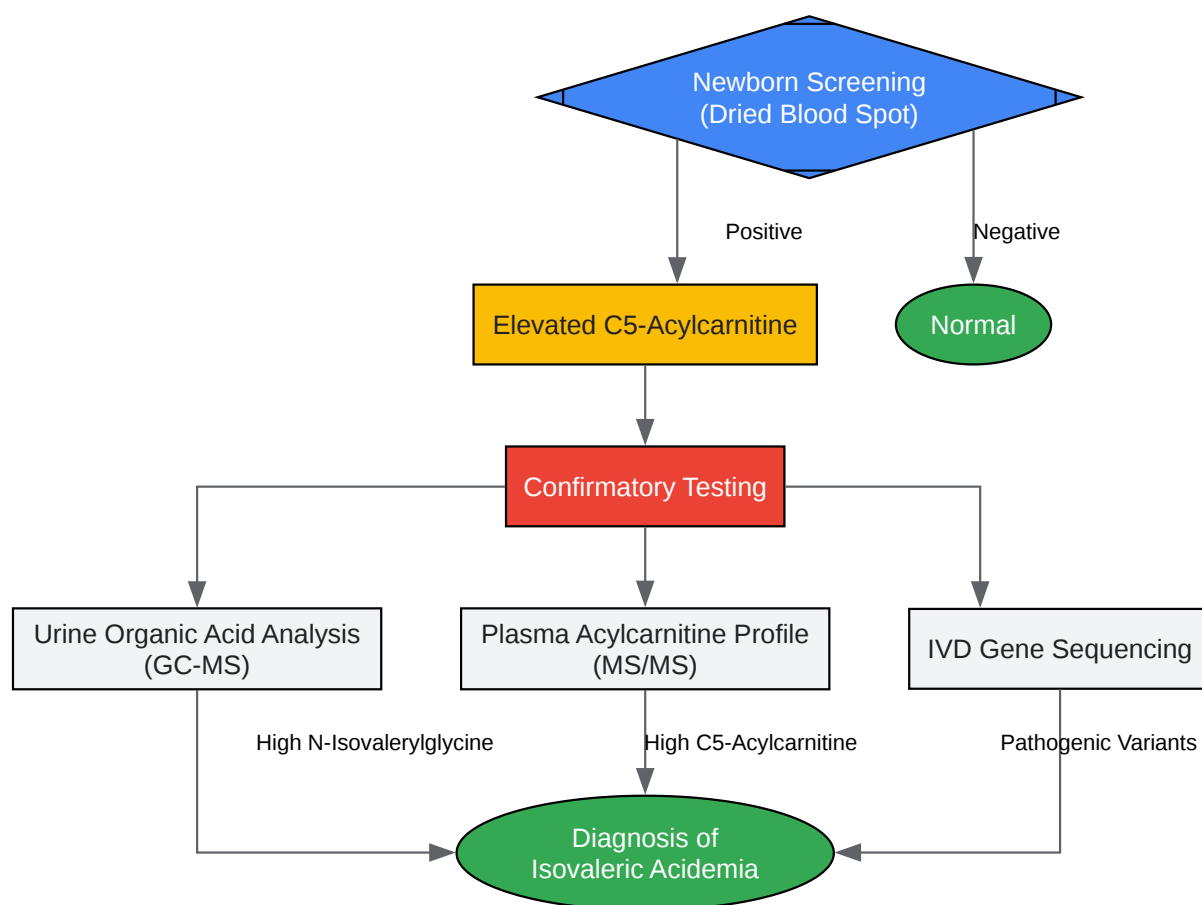 Newborn Screening
(Dried Blood Spot)
Positive
Negative
Elevated C5-Acylcarnitine
Normal
Confirmatory Testing
Urine Organic Acid Analysis
(GC-MS)
Plasma Acylcarnitine Profile
(MS/MS)
IVD Gene Sequencing
High N-Isovalerylglycine
High C5-Acylcarnitine
Pathogenic Variants
Diagnosis of
Isovaleric Acidemia